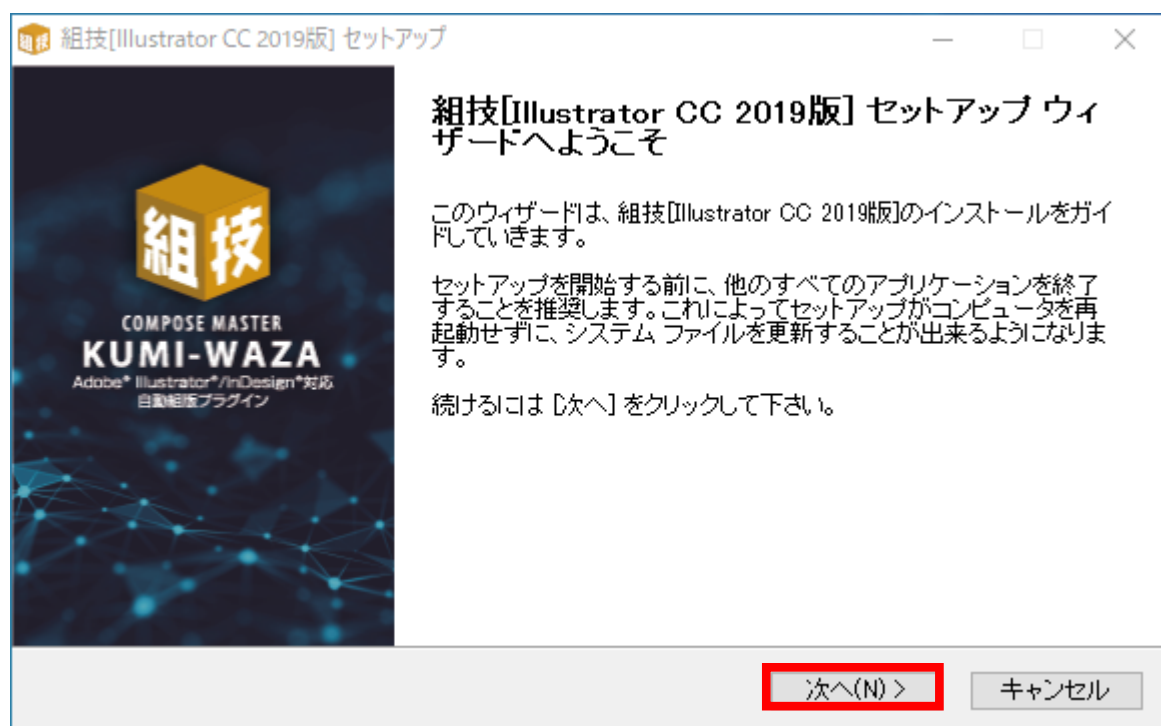 組技[Illustrator CC 2019版] セットアップ
組技
COMPOSE MASTER
KUMI-WAZA
Adobe® Illustrator®/InDesign®対応
自動組版プラグイン
組技[Illustrator CC 2019版] セットアップ ウィ
ザードへようこそ
このウィザードは、組技[Illustrator CC 2019版]のインストールをガイ
ドしていきます。
セットアップを開始する前に、他のすべてのアプリケーションを終了
することを推奨します。これによってセットアップがコンピュータを再
起動せずに、システム ファイルを更新することが出来るようになりま
す。
続けるには [次へ] をクリックして下さい。
次へ(N) >
キャンセル